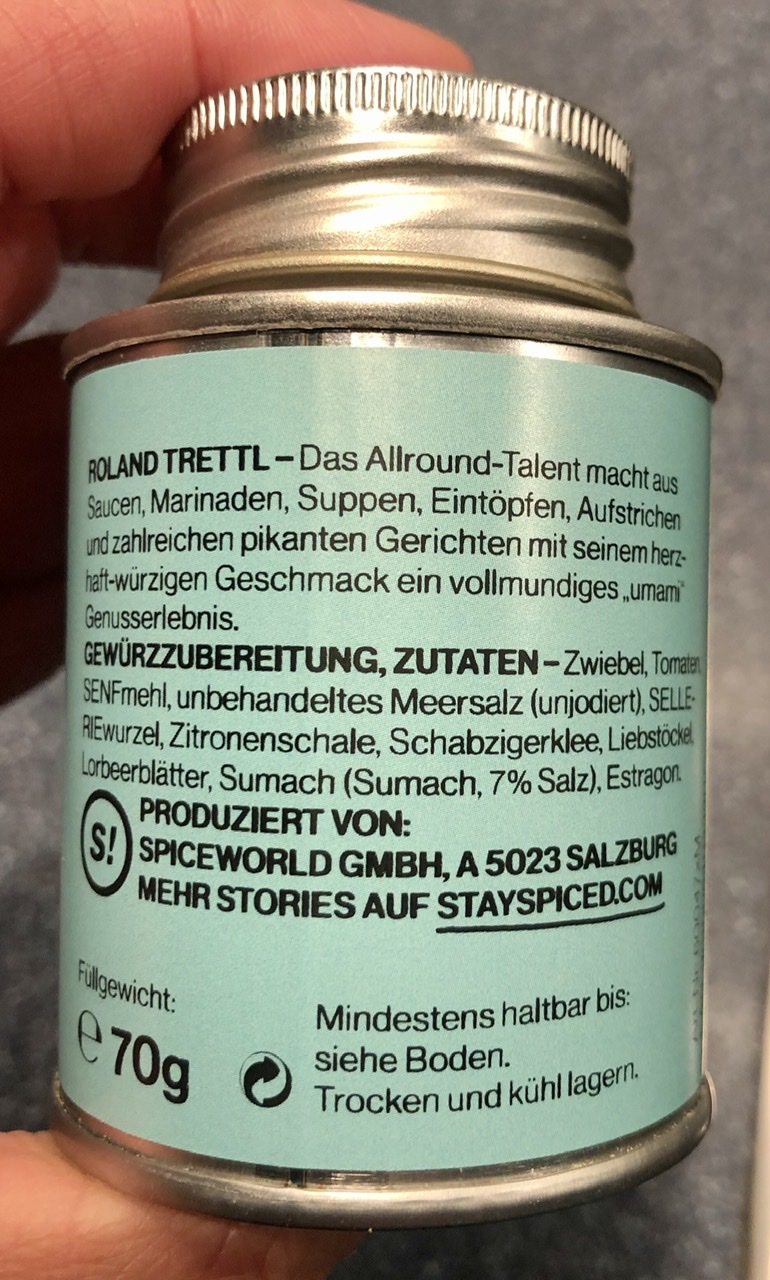 ROLAND TRETTL – Das Allround-Talent macht aus
Saucen, Marinaden, Suppen, Eintöpfen, Aufstrichen
und zahlreichen pikanten Gerichten mit seinem herz-
haft-würzigen Geschmack ein vollmundiges „umami“
Genusserlebnis.
GEWÜRZZUBEREITUNG, ZUTATEN – Zwiebel, Tomaten,
SENFmehl, unbehandeltes Meersalz (unjodiert), SELLE-
RIEwurzel, Zitronenschale, Schabzigerklee, Liebstöckel,
Lorbeerblätter, Sumach (Sumach, 7% Salz), Estragon.
S!
PRODUZIERT VON:
SPICEWORLD GMBH, A 5023 SALZBURG
MEHR STORIES AUF STAYSPICED.COM
Füllgewicht:
e 70g
Mindestens haltbar bis:
siehe Boden.
Trocken und kühl lagern.